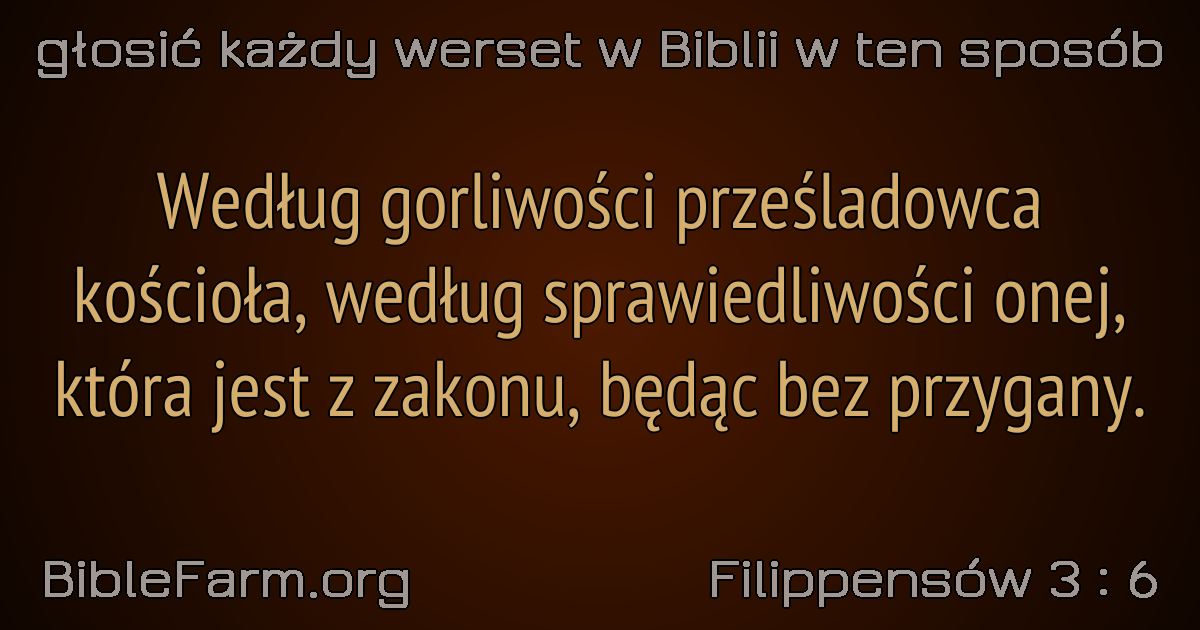 głosić każdy werset w Biblii w ten sposób
Według gorliwości prześladowca
kościoła, według sprawiedliwości onej,
która jest z zakonu, będąc bez przygany.
BibleFarm.org
Filippensów 3 : 6